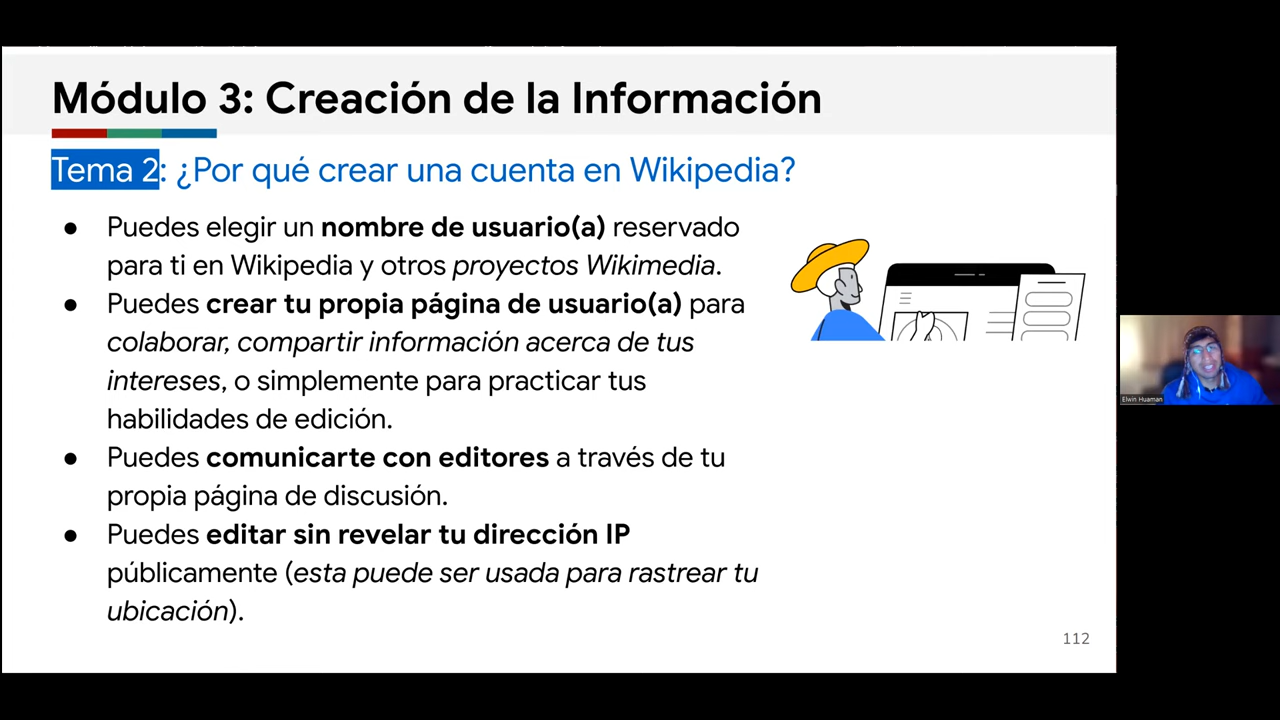 Módulo 3: Creación de la Información
Tema 2: ¿Por qué crear una cuenta en Wikipedia?
● Puedes elegir un nombre de usuario(a) reservado
para ti en Wikipedia y otros proyectos Wikimedia.
● Puedes crear tu propia página de usuario(a) para
colaborar, compartir información acerca de tus
intereses, o simplemente para practicar tus
habilidades de edición.
● Puedes comunicarte con editores a través de tu
propia página de discusión.
● Puedes editar sin revelar tu dirección IP
públicamente (esta puede ser usada para rastrear tu
ubicación).
112
Elwin Huaman